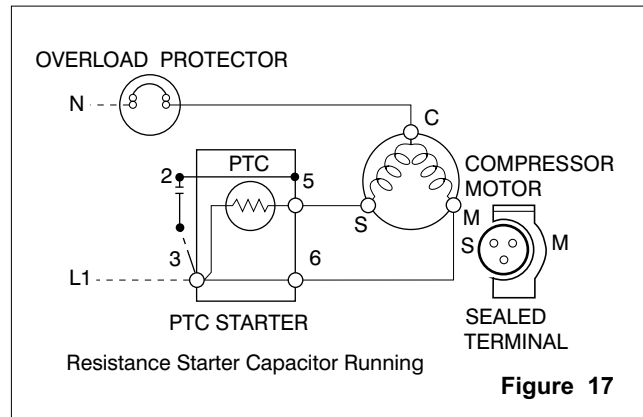 OVERLOAD PROTECTOR
N
C
PTC
2
5
COMPRESSOR
MOTOR
S
M
S
M
3
6
L1
PTC STARTER
SEALED
TERMINAL
Resistance Starter Capacitor Running
Figure 17